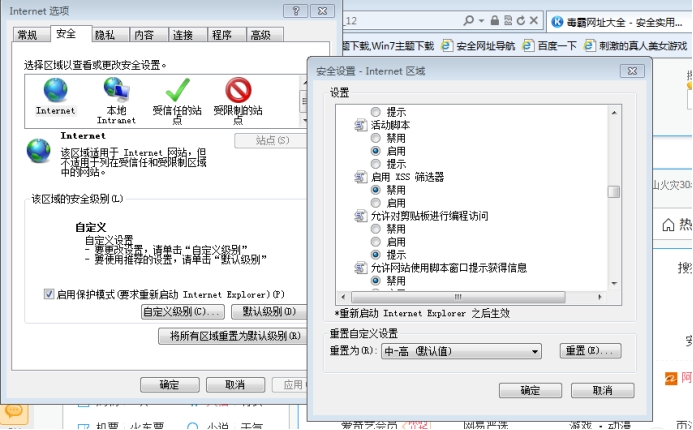 Internet 选项
常规
安全
隐私
内容
连接
程序
高级
选择区域以查看或更改安全设置。
Internet
本地
Intranet
受信任的站
点
受限制的站
点
Internet
该区域适用于 Internet 网站,但
不适用于列在受信任和受限制区域
中的网站。
站点(S)
该区域的安全级别(L)
自定义
自定义设置
- 要更改设置,请单击“自定义级别”
- 要使用推荐的设置,请单击“默认级别”
启用保护模式(要求重新启动 Internet Explorer)(P)
自定义级别(C)...
默认级别(D)
将所有区域重置为默认级别(R)
确定
取消
应用
_12
毒霸网址大全 - 安全实用...
题下载,Win7主题下载
安全网址导航
百度一下
刺激的真人美女游戏
安全设置 - Internet 区域
设置
提示
活动脚本
禁用
启用
提示
启用 XSS 筛选器
禁用
启用
允许对剪贴板进行编程访问
禁用
启用
提示
允许网站使用脚本窗口提示获得信息
禁用
*重新启动 Internet Explorer 之后生效
重置自定义设置
重置为(R):
中-高 (默认值)
重置(E)...
确定
取消
山火灾30
热
搜
阿
机票 · 火车票
小说 · 天气
爱奇艺会员
网易严选
游戏 · 动漫